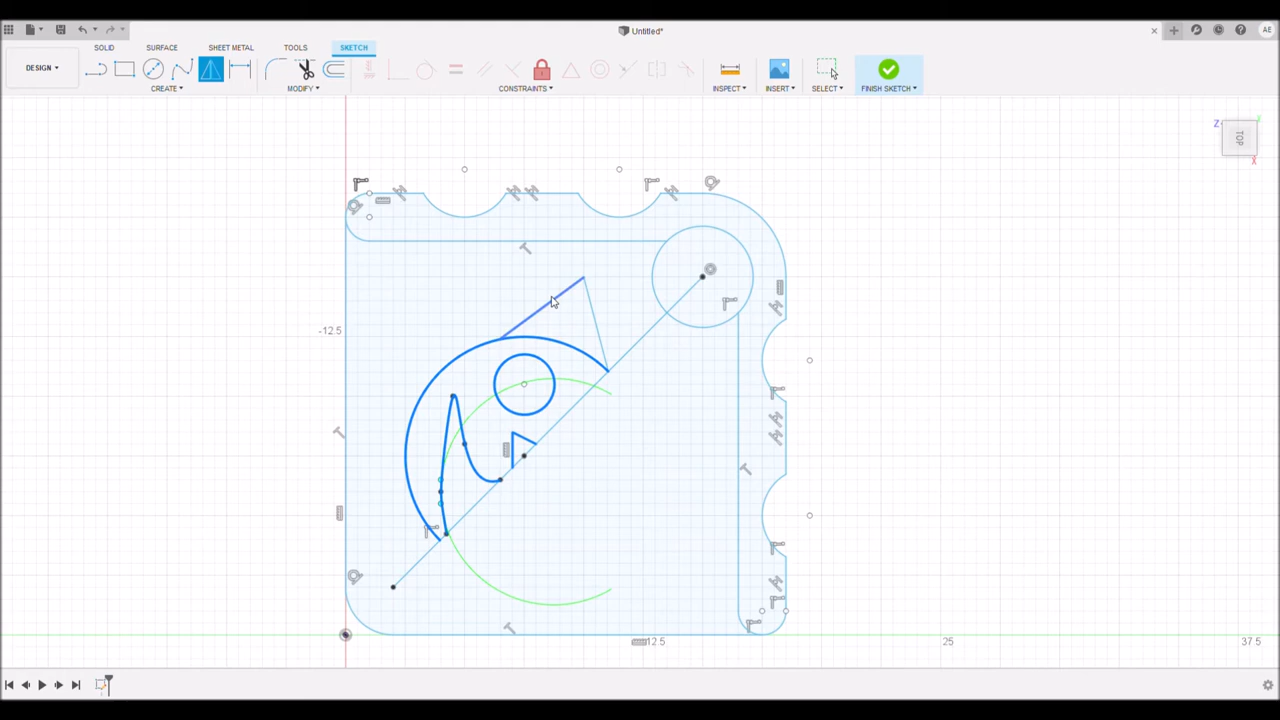 Untitled*
AE
DESIGN
SOLID
SURFACE
SHEET METAL
TOOLS
SKETCH
CREATE
MODIFY
CONSTRAINTS
INSPECT
INSERT
SELECT
FINISH SKETCH
Z
TOP
X
-12.5
12.5
25
37.5